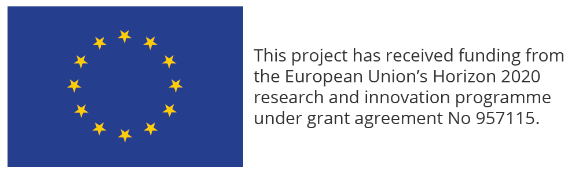 This project has received funding from
the European Union’s Horizon 2020
research and innovation programme
under grant agreement No 957115.